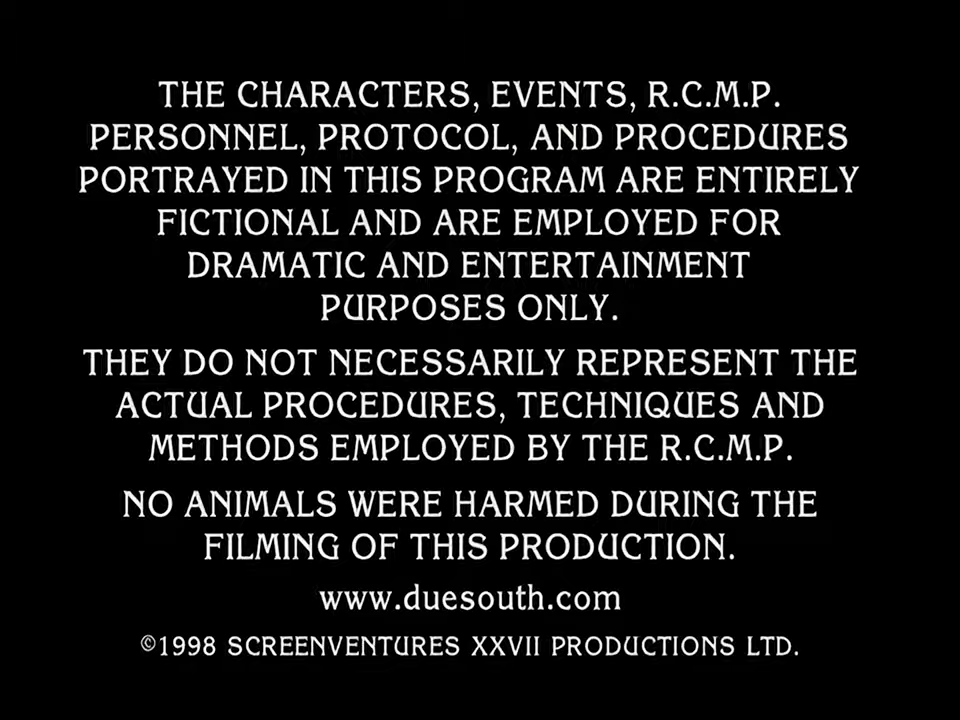 THE CHARACTERS, EVENTS, R.C.M.P.
PERSONNEL, PROTOCOL, AND PROCEDURES
PORTRAYED IN THIS PROGRAM ARE ENTIRELY
FICTIONAL AND ARE EMPLOYED FOR
DRAMATIC AND ENTERTAINMENT
PURPOSES ONLY.
THEY DO NOT NECESSARILY REPRESENT THE
ACTUAL PROCEDURES, TECHNIQUES AND
METHODS EMPLOYED BY THE R.C.M.P.
NO ANIMALS WERE HARMED DURING THE
FILMING OF THIS PRODUCTION.
www.duesouth.com
©1998 SCREENVENTURES XXVII PRODUCTIONS LTD.